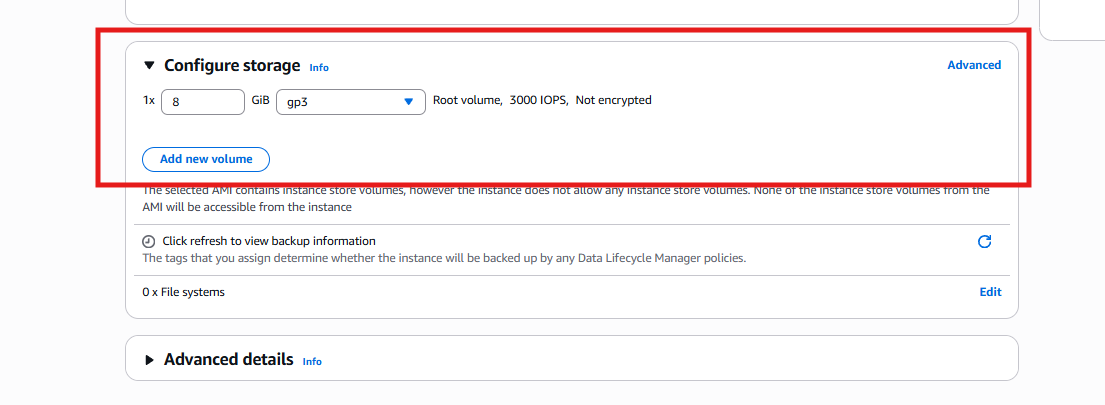 Configure storage Info Advanced
1x 8 GiB gp3 Root volume, 3000 IOPS, Not encrypted
Add new volume
The selected AMI contains instance store volumes, however the instance does not allow any instance store volumes. None of the instance store volumes from the
AMI will be accessible from the instance
Click refresh to view backup information
The tags that you assign determine whether the instance will be backed up by any Data Lifecycle Manager policies.
0 x File systems Edit
Advanced details Info